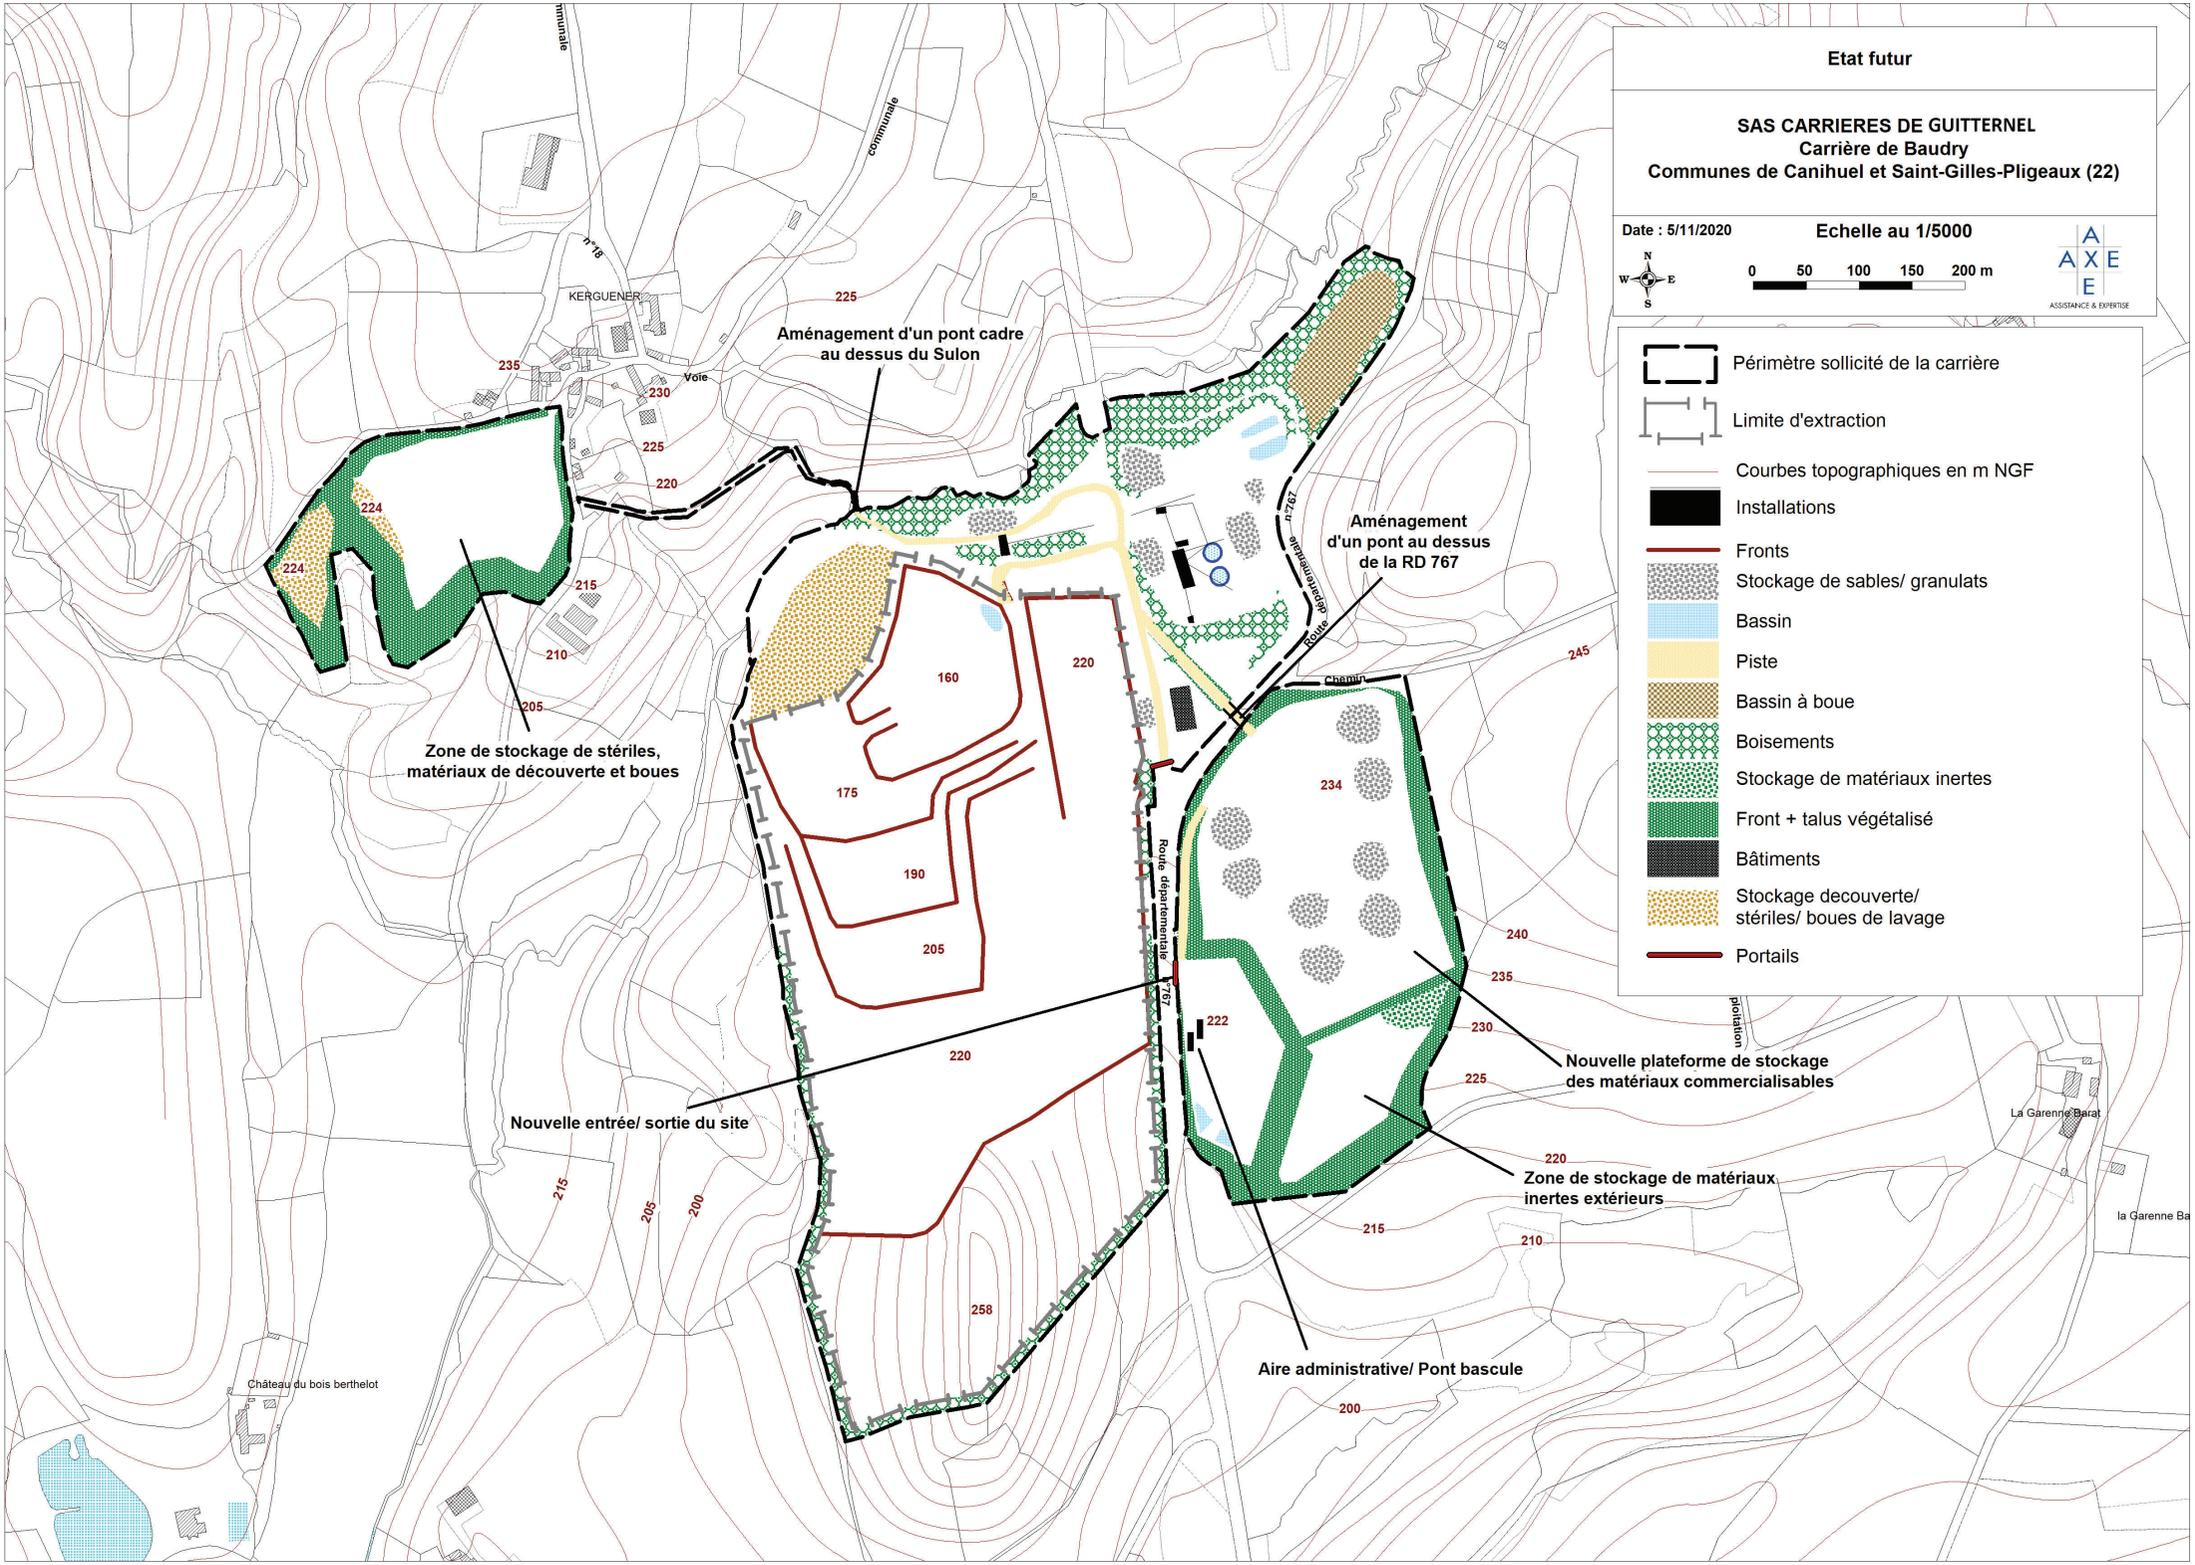 Etat futur
SAS CARRIERES DE GUITTERNEL
Carrière de Baudry
Communes de Canihuel et Saint-Gilles-Pligeaux (22)
Date : 5/11/2020
Echelle au 1/5000
N
W E
S
0 50 100 150 200 m
A
A X E
E
ASSISTANCE & EXPERTISE
Périmètre sollicité de la carrière
Limite d'extraction
Courbes topographiques en m NGF
Installations
Fronts
Stockage de sables/ granulats
Bassin
Piste
Bassin à boue
Boisements
Stockage de matériaux inertes
Front + talus végétalisé
Bâtiments
Stockage decouverte/
stériles/ boues de lavage
Portails
mmunale
communale
n°18
KERGUENER
225
Aménagement d'un pont cadre
au dessus du Sulon
235
230
Voie
225
220
224
224
215
210
205
Zone de stockage de stériles,
matériaux de découverte et boues
Aménagement
d'un pont au dessus
de la RD 767
Route départementale n°767
Chemin
245
160
220
175
190
205
220
258
234
Route départementale n°767
222
240
235
230
225
220
215
210
200
Nouvelle entrée/ sortie du site
215
205
200
Nouvelle plateforme de stockage
des matériaux commercialisables
Zone de stockage de matériaux
inertes extérieurs
Aire administrative/ Pont bascule
ploitation
La Garenne Barat
la Garenne Ba
Château du bois berthelot